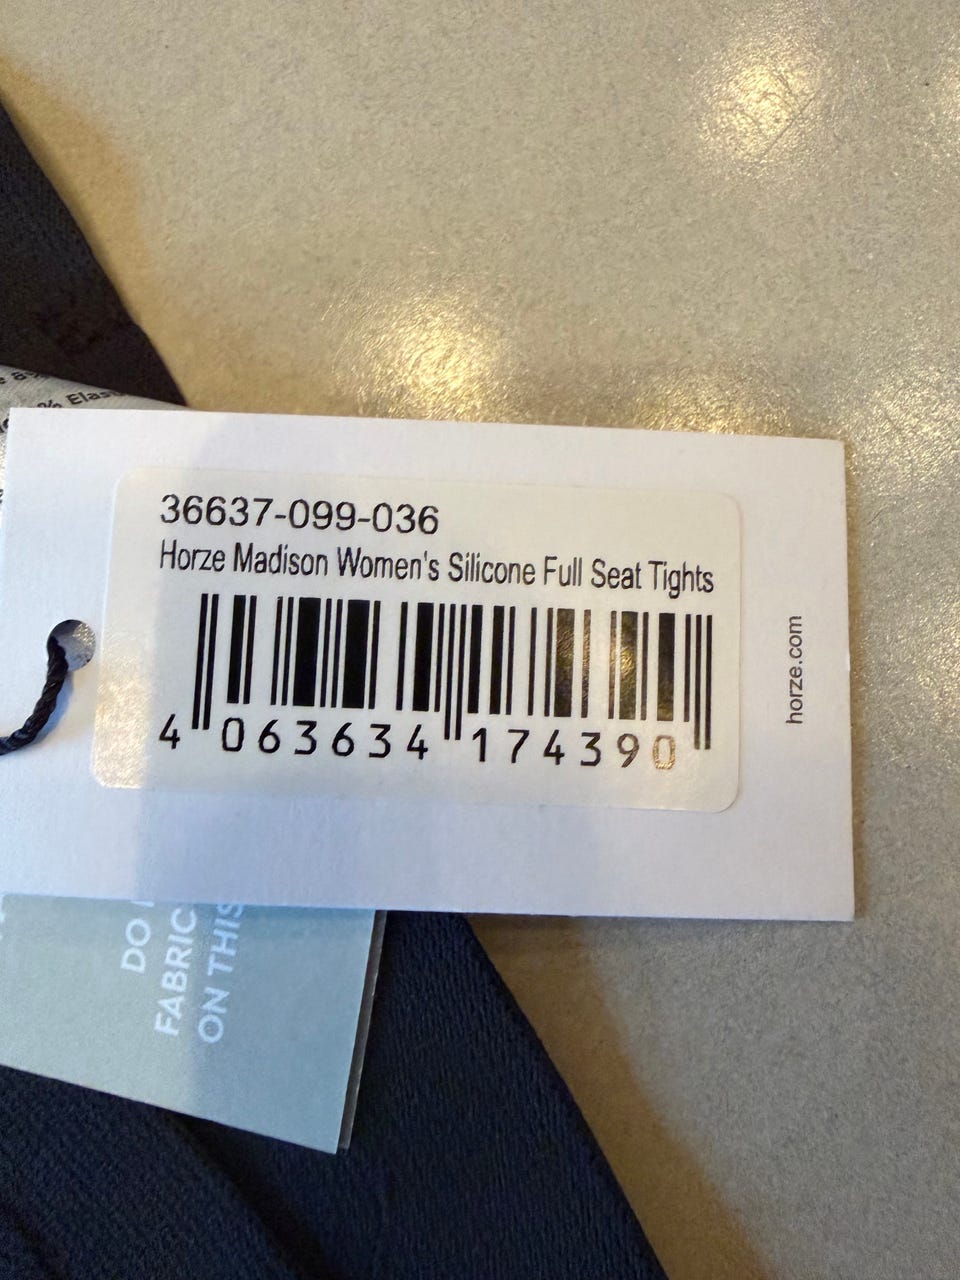 % Elast
36637-099-036
Horze Madison Women's Silicone Full Seat Tights
4 063634 174390
horze.com
DO
FABRIC
ON THIS